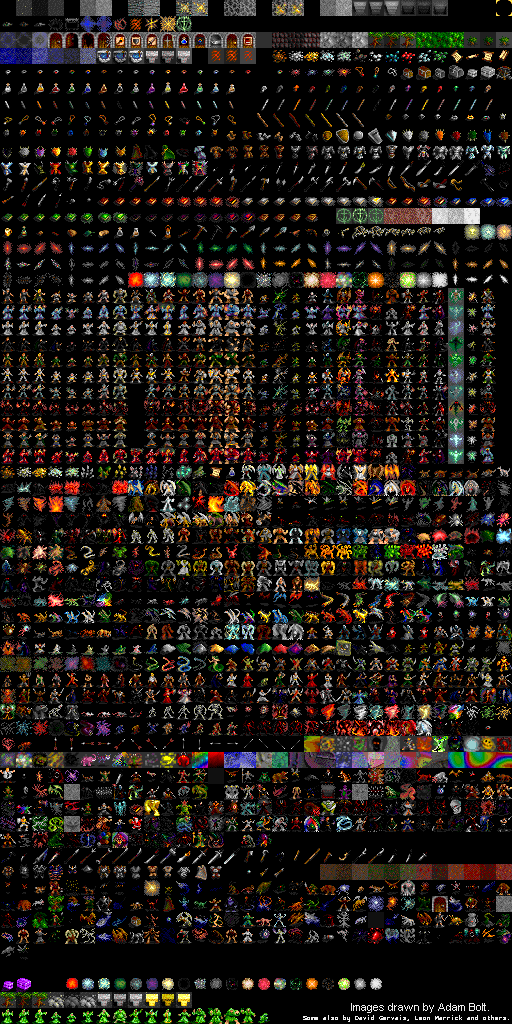 Images drawn by Adam Bolt.
Some also by David Gervais, Leon Marrick and others.